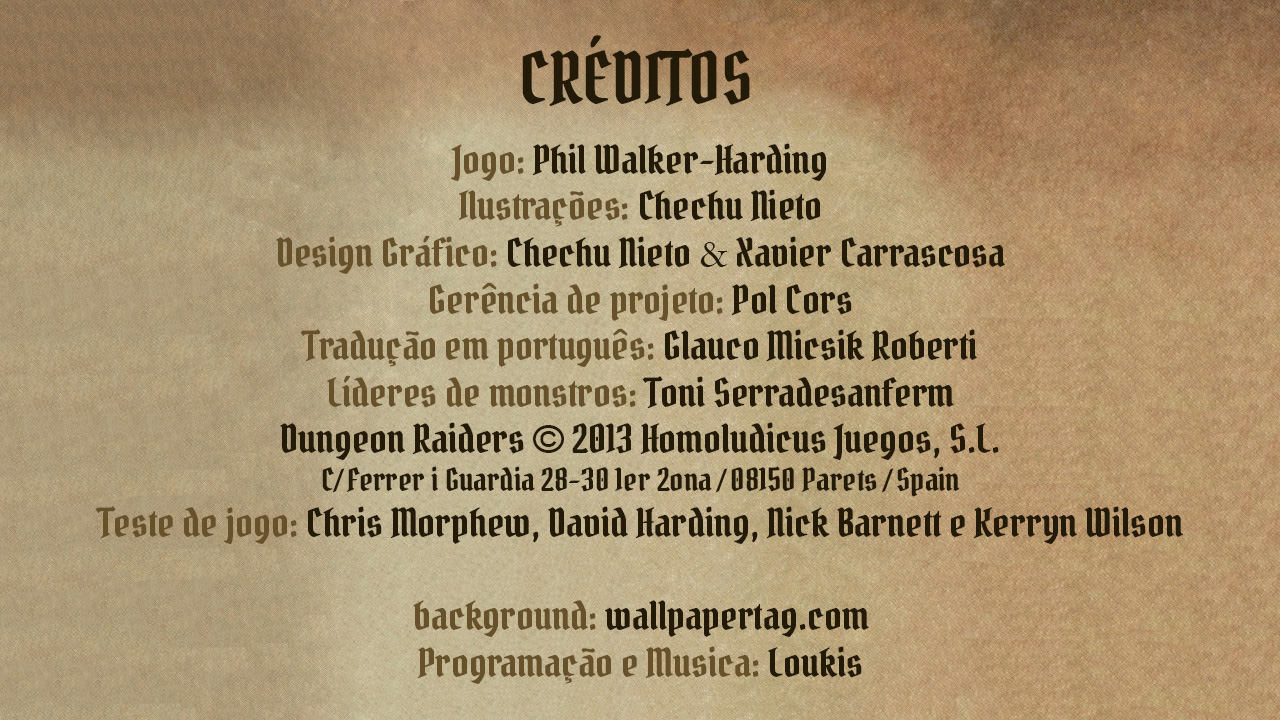 CRÉDITOS
Jogo: Phil Walker-Harding
Ilustrações: Chechu Nieto
Design Gráfico: Chechu Nieto & Xavier Carrascosa
Gerência de projeto: Pol Cors
Tradução em português: Glauco Micsik Roberti
Líderes de monstros: Toni Serradesanferm
Dungeon Raiders © 2013 Homoludicus Juegos, S.L.
C/Ferrer i Guardia 28-30 1er 2ona / 08150 Parets / Spain
Teste de jogo: Chris Morphew, David Harding, Nick Barnett e Kerryn Wilson
background: wallpapertag.com
Programação e Musica: Loukis